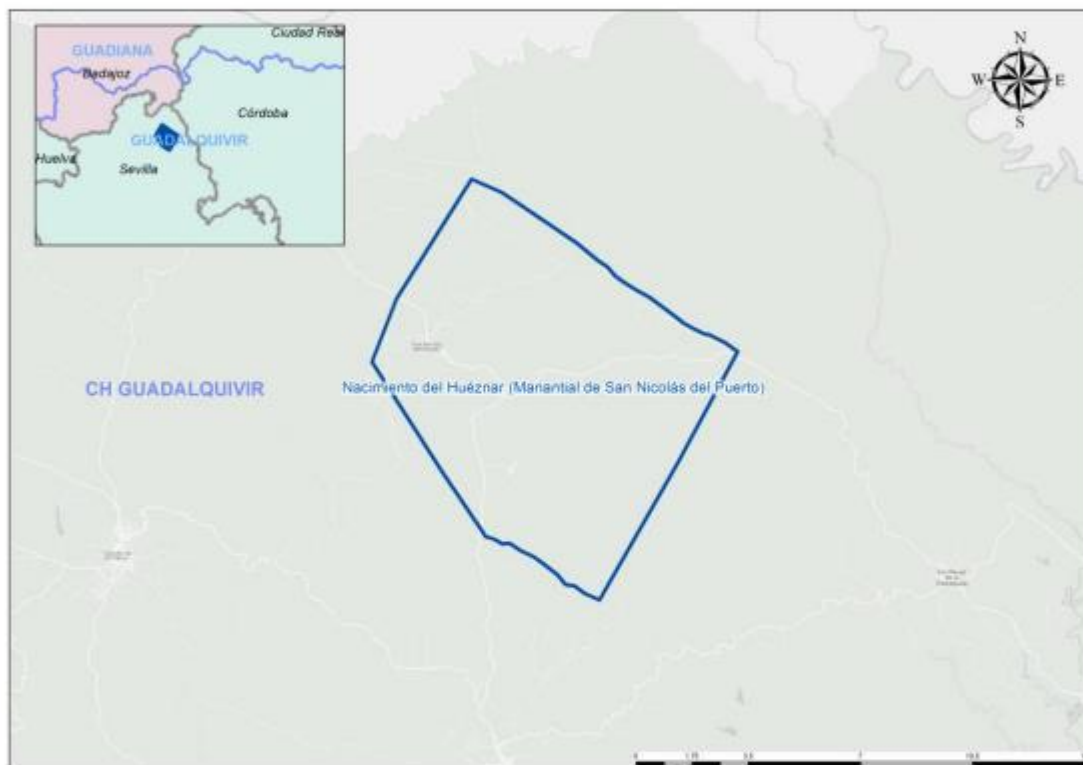 Ciudad Real
GUADIANA
Badajoz
Córdoba
GUADALQUIVIR
Huelva
Sevilla
N
W E
S
CH GUADALQUIVIR
Nacimiento del Huéznar (Manantial de San Nicolás del Puerto)